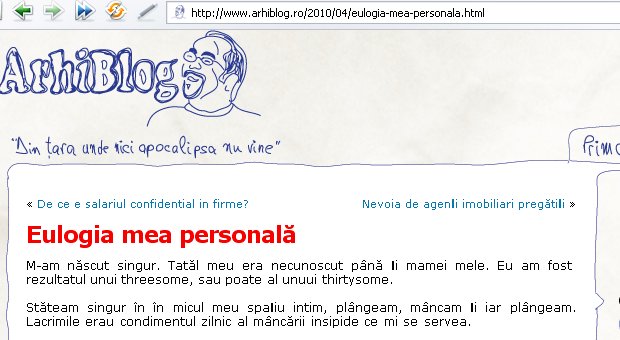 http://www.arhiblog.ro/2010/04/eulogia-mea-personala.html
ArhiBlog
"Din țara unde nici apocalipsa nu vine"
Prima
« De ce e salariul confidential in firme?
Nevoia de agenli imobiliari pregătili »
Eulogia mea personală
M-am născut singur. Tatăl meu era necunoscut până li mamei mele. Eu am fost
rezultatul unui threesome, sau poate al unuui thirtysome.
Stăteam singur în în micul meu spaliu intim, plângeam, mâncam li iar plângeam.
Lacrimile erau condimentul zilnic al mâncării insipide ce mi se servea.